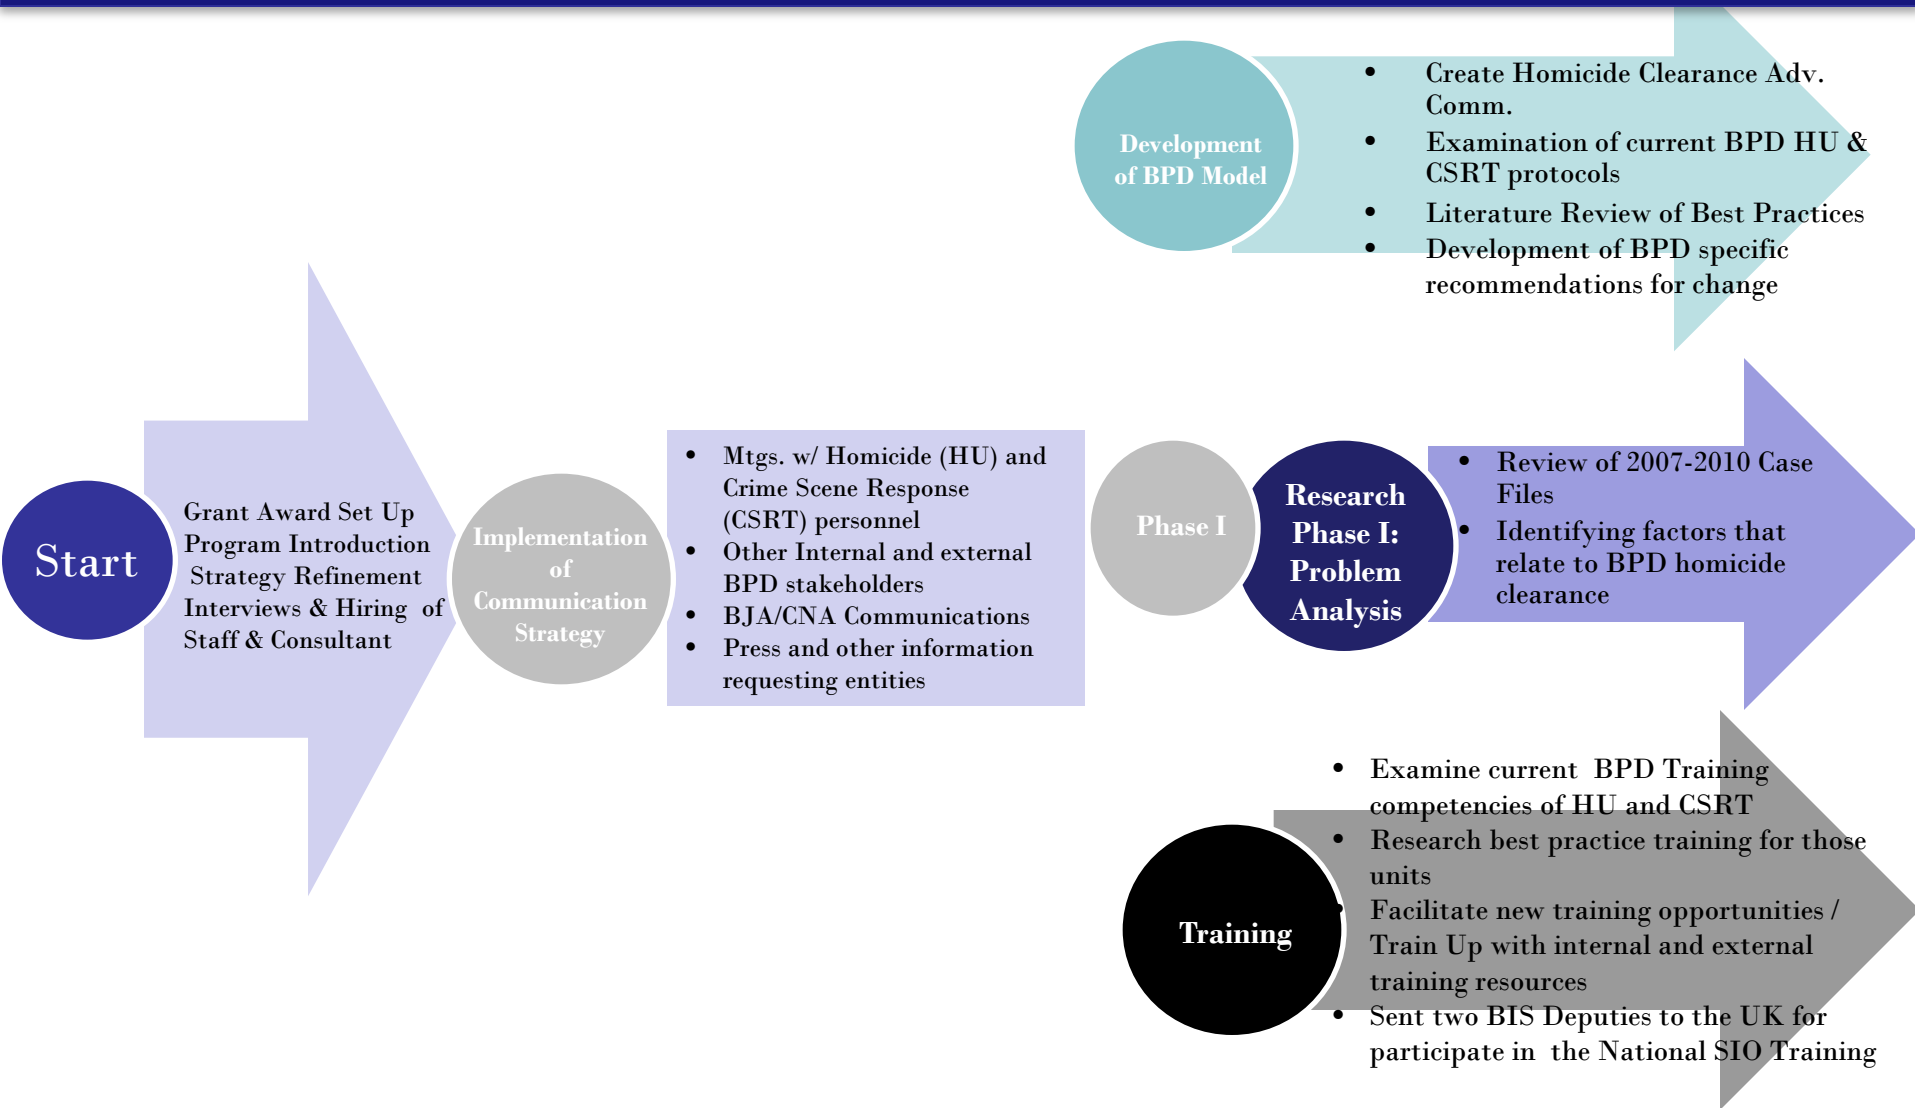 Start
Grant Award Set Up
Program Introduction
Strategy Refinement
Interviews & Hiring of
Staff & Consultant
Implementation
of
Communication
Strategy
• Mtgs. w/ Homicide (HU) and
Crime Scene Response
(CSRT) personnel
• Other Internal and external
BPD stakeholders
• BJA/CNA Communications
• Press and other information
requesting entities
Development
of BPD Model
• Create Homicide Clearance Adv.
Comm.
• Examination of current BPD HU &
CSRT protocols
• Literature Review of Best Practices
• Development of BPD specific
recommendations for change
Phase I
Research
Phase I:
Problem
Analysis
• Review of 2007-2010 Case
Files
• Identifying factors that
relate to BPD homicide
clearance
Training
• Examine current BPD Training
competencies of HU and CSRT
• Research best practice training for those
units
• Facilitate new training opportunities /
Train Up with internal and external
training resources
• Sent two BIS Deputies to the UK for
participate in the National SIO Training